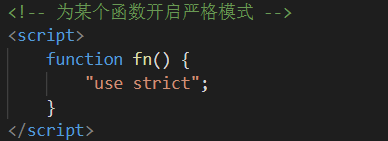 <!-- 为某个函数开启严格模式 -->
<script>
    function fn() {
        "use strict";
    }
</script>